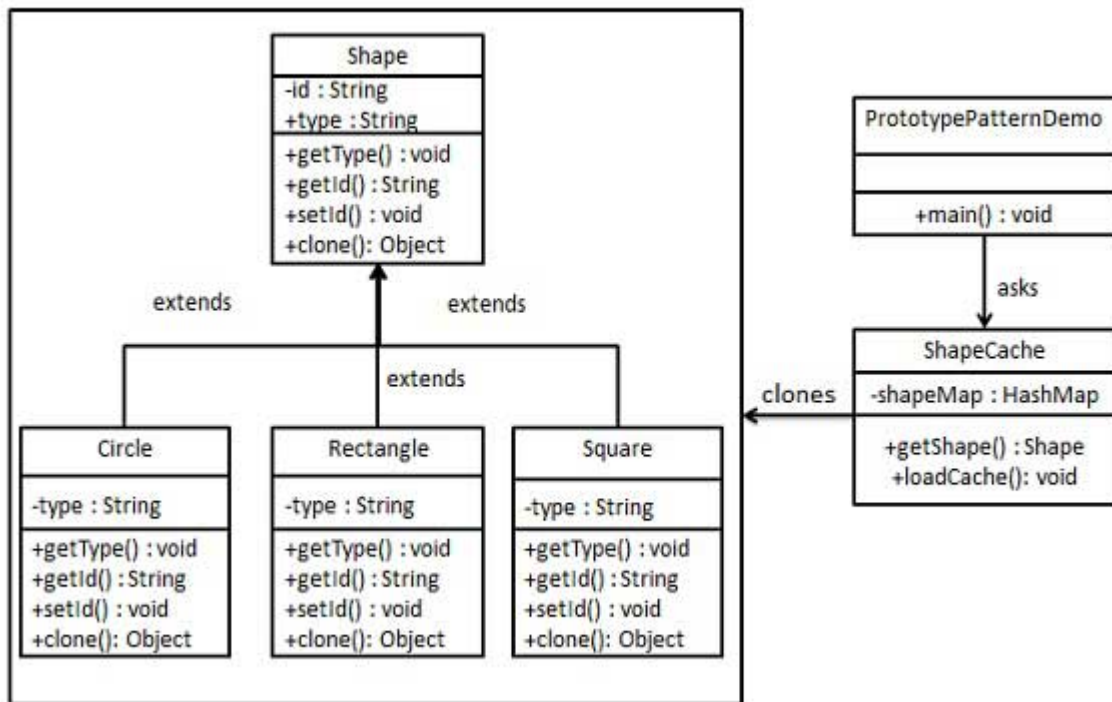 Shape
-id : String
+type : String
+getType() : void
+getId() : String
+setId() : void
+clone(): Object
extends
extends
extends
Circle
-type : String
+getType() : void
+getId() : String
+setId() : void
+clone(): Object
Rectangle
-type : String
+getType() : void
+getId() : String
+setId() : void
+clone(): Object
Square
-type : String
+getType() : void
+getId() : String
+setId() : void
+clone(): Object
PrototypePatternDemo
+main() : void
asks
ShapeCache
-shapeMap : HashMap
+getShape() : Shape
+loadCache(): void
clones